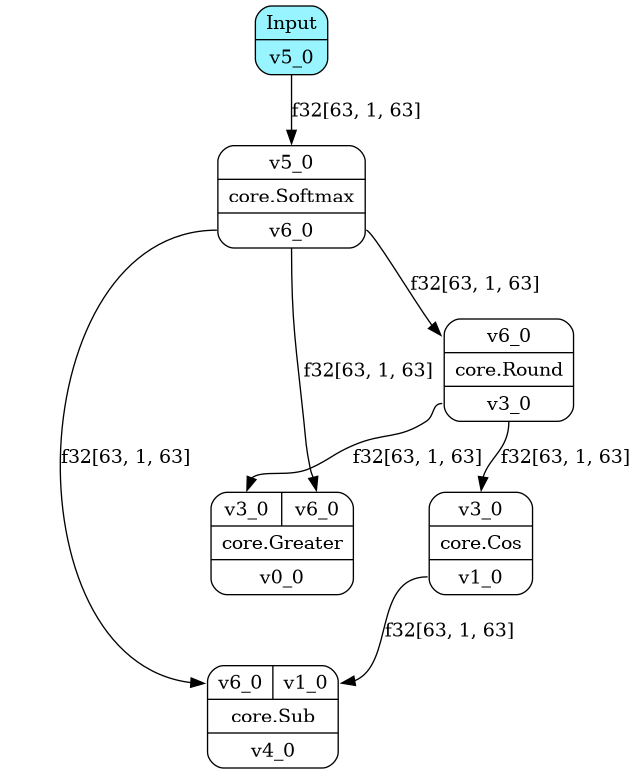 Input
v5_0
f32[63, 1, 63]
v5_0
core.Softmax
v6_0
f32[63, 1, 63]
v6_0
f32[63, 1, 63]
core.Round
v3_0
f32[63, 1, 63]
f32[63, 1, 63]
f32[63, 1, 63]
v3_0 v6_0
core.Greater
v0_0
v3_0
core.Cos
v1_0
f32[63, 1, 63]
v6_0 v1_0
core.Sub
v4_0